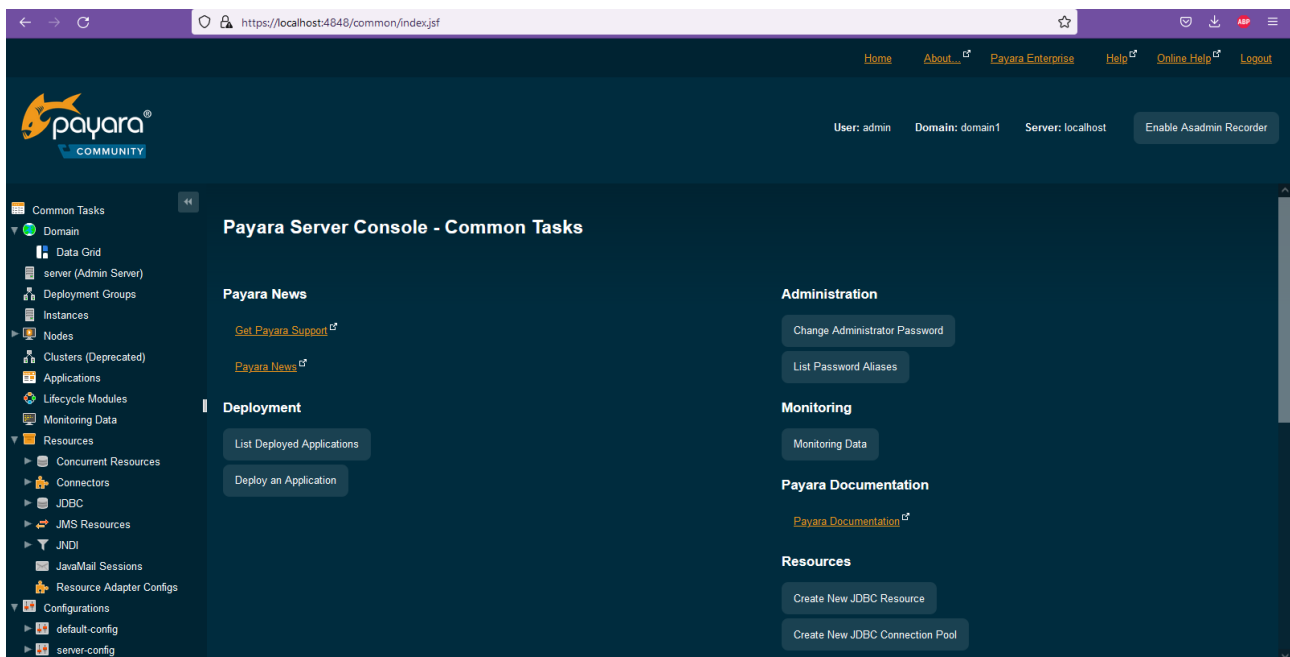 https://localhost:4848/common/index.jsf
ABP
Home About... Payara Enterprise Help Online Help Logout
payara®
COMMUNITY
User: admin Domain: domain1 Server: localhost Enable Asadmin Recorder
Common Tasks
Domain
Data Grid
server (Admin Server)
Deployment Groups
Instances
Nodes
Clusters (Deprecated)
Applications
Lifecycle Modules
Monitoring Data
Resources
Concurrent Resources
Connectors
JDBC
JMS Resources
JNDI
JavaMail Sessions
Resource Adapter Configs
Configurations
default-config
server-config
Payara Server Console - Common Tasks
Payara News
Get Payara Support
Payara News
Deployment
List Deployed Applications
Deploy an Application
Administration
Change Administrator Password
List Password Aliases
Monitoring
Monitoring Data
Payara Documentation
Payara Documentation
Resources
Create New JDBC Resource
Create New JDBC Connection Pool